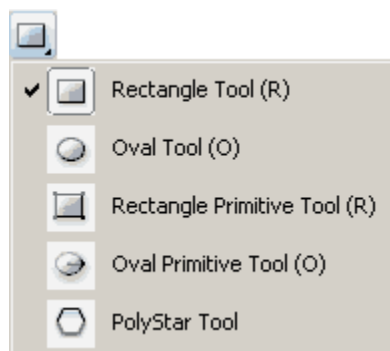 Rectangle Tool (R)
Oval Tool (O)
Rectangle Primitive Tool (R)
Oval Primitive Tool (O)
PolyStar Tool